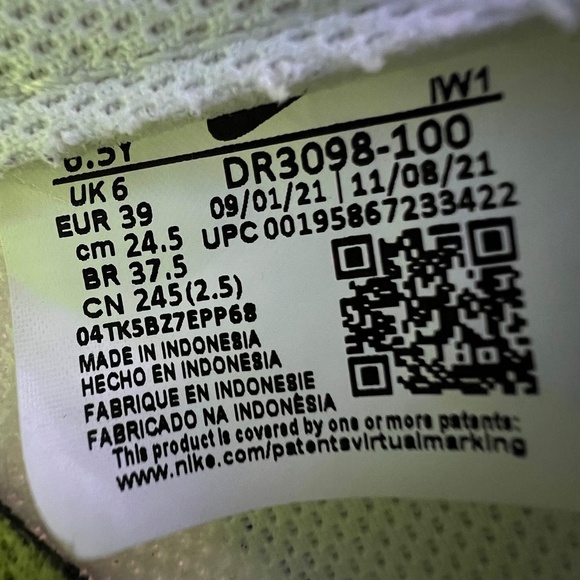 IW1
6.5Y
UK 6
EUR 39
cm 24.5
BR 37.5
CN 245(2.5)
DR3098-100
09/01/21 | 11/08/21
UPC 00195867233422
04TK5BZ7EPP68
MADE IN INDONESIA
HECHO EN INDONESIA
FABRIQUE EN INDONESIE
FABRICADO NA INDONÉSIA
This product is covered by one or more patents:
www.nike.com/patentsvirtualmarking